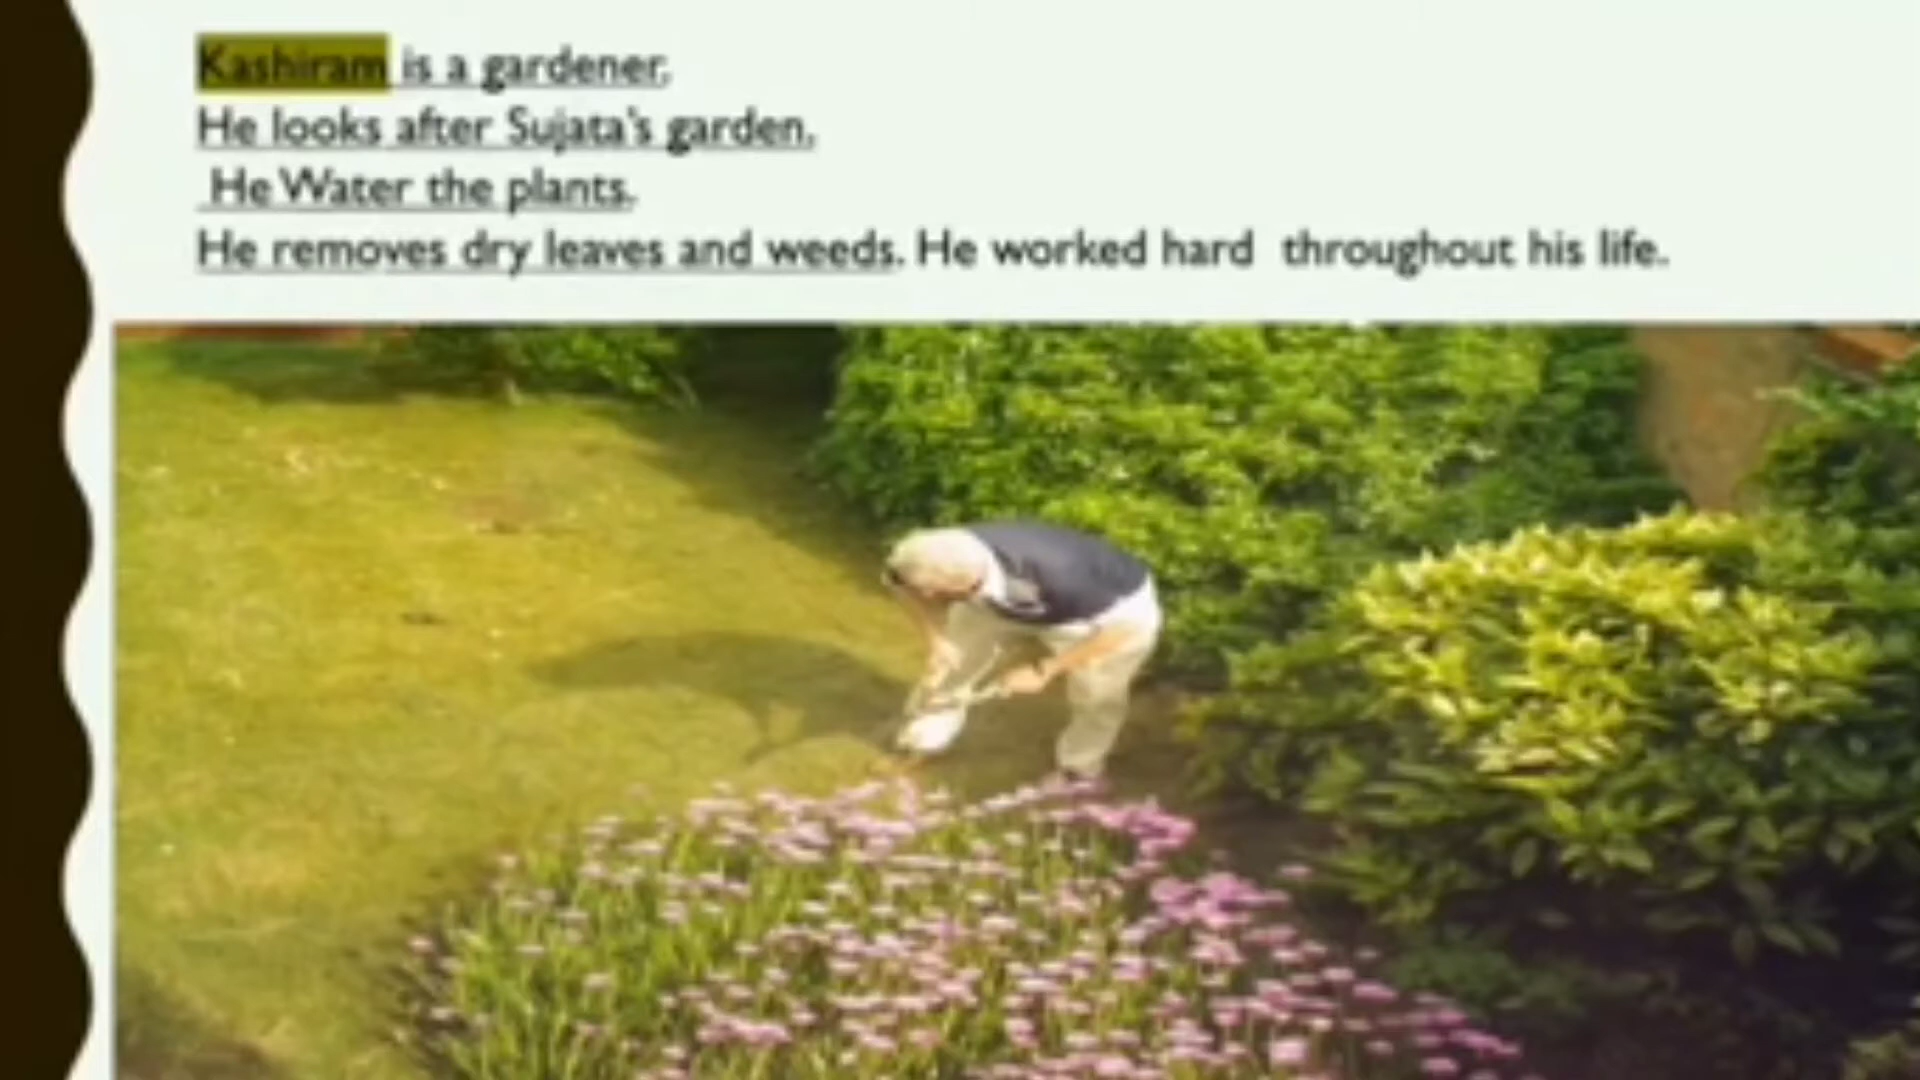 Kashiram is a gardener.
He looks after Sujata's garden.
He Water the plants.
He removes dry leaves and weeds. He worked hard throughout his life.